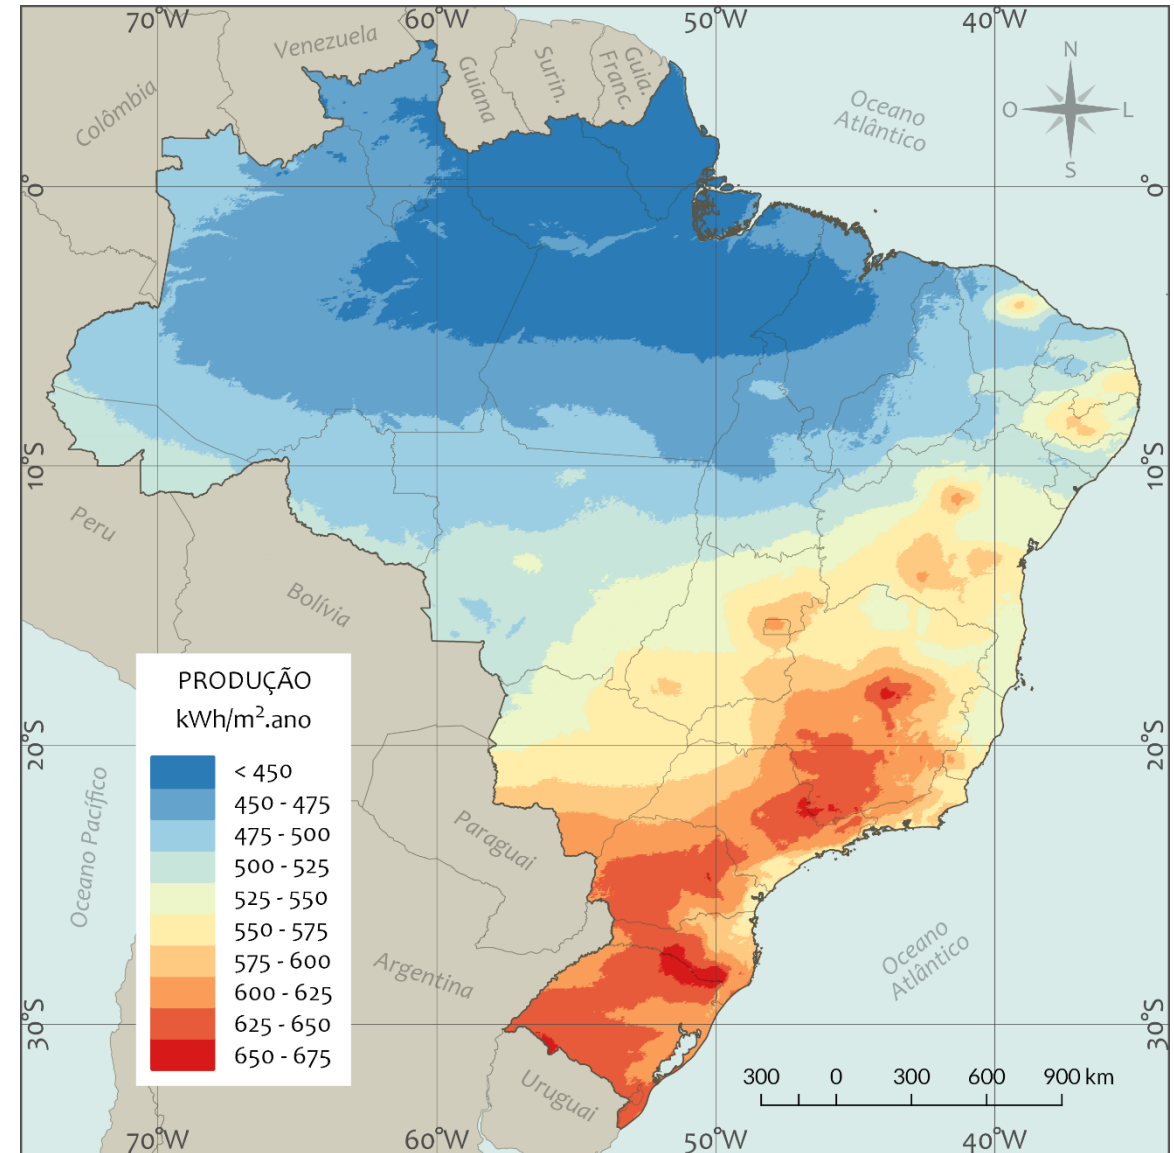 70°W
60°W
50°W
40°W
Venezuela
Colômbia
Guiana
Surin.
Guia.
Franc.
Oceano
Atlântico
N
O
L
S
0°
0°
10°S
10°S
Peru
Bolívia
PRODUÇÃO
kWh/m².ano
< 450
450 - 475
475 - 500
500 - 525
525 - 550
550 - 575
575 - 600
600 - 625
625 - 650
650 - 675
20°S
20°S
Oceano Pacífico
Paraguai
Argentina
Oceano
Atlântico
30°S
30°S
Uruguai
300
0
300
600
900 km
70°W
60°W
50°W
40°W